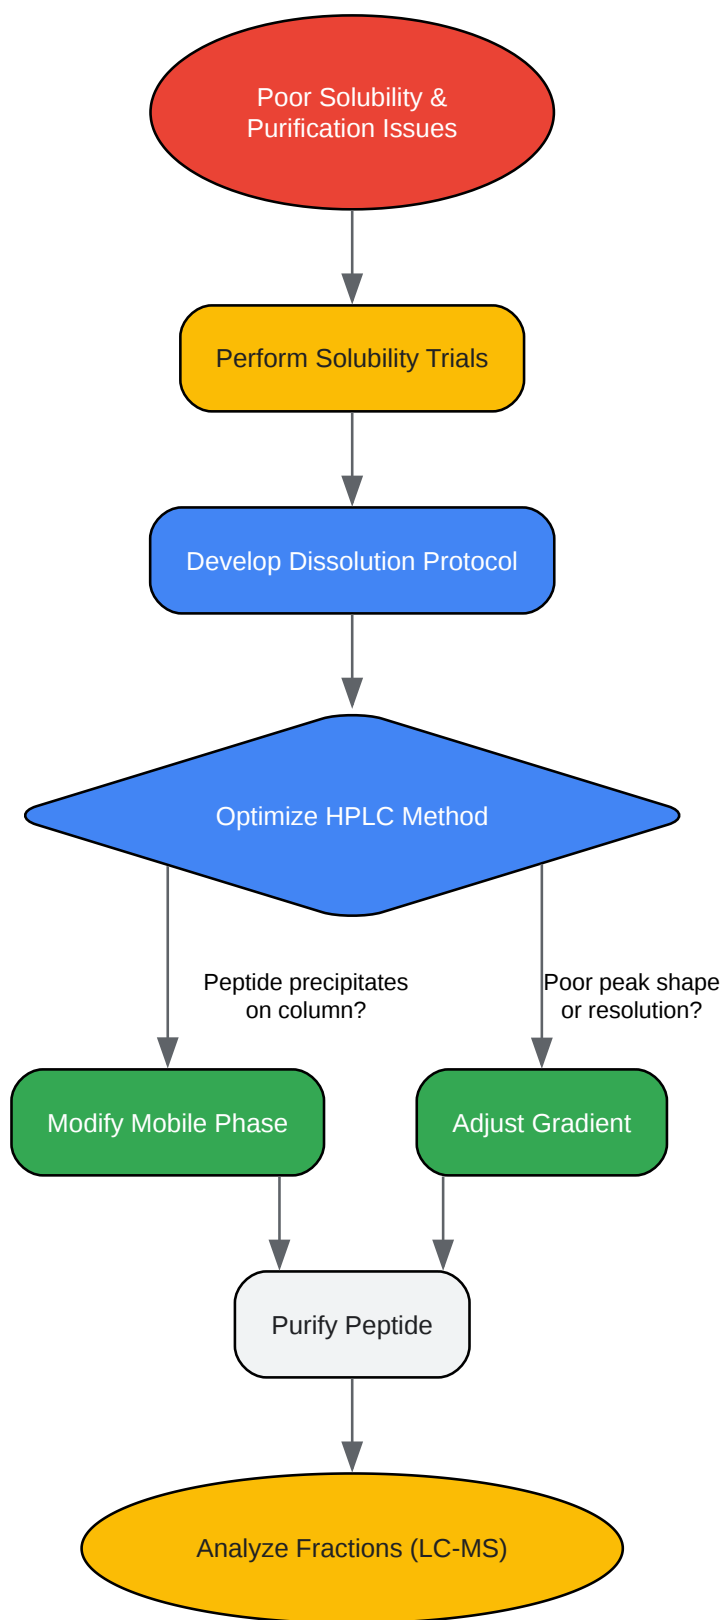 Poor Solubility &
Purification Issues
Perform Solubility Trials
Develop Dissolution Protocol
Optimize HPLC Method
Peptide precipitates
on column?
Poor peak shape
or resolution?
Modify Mobile Phase
Adjust Gradient
Purify Peptide
Analyze Fractions (LC-MS)